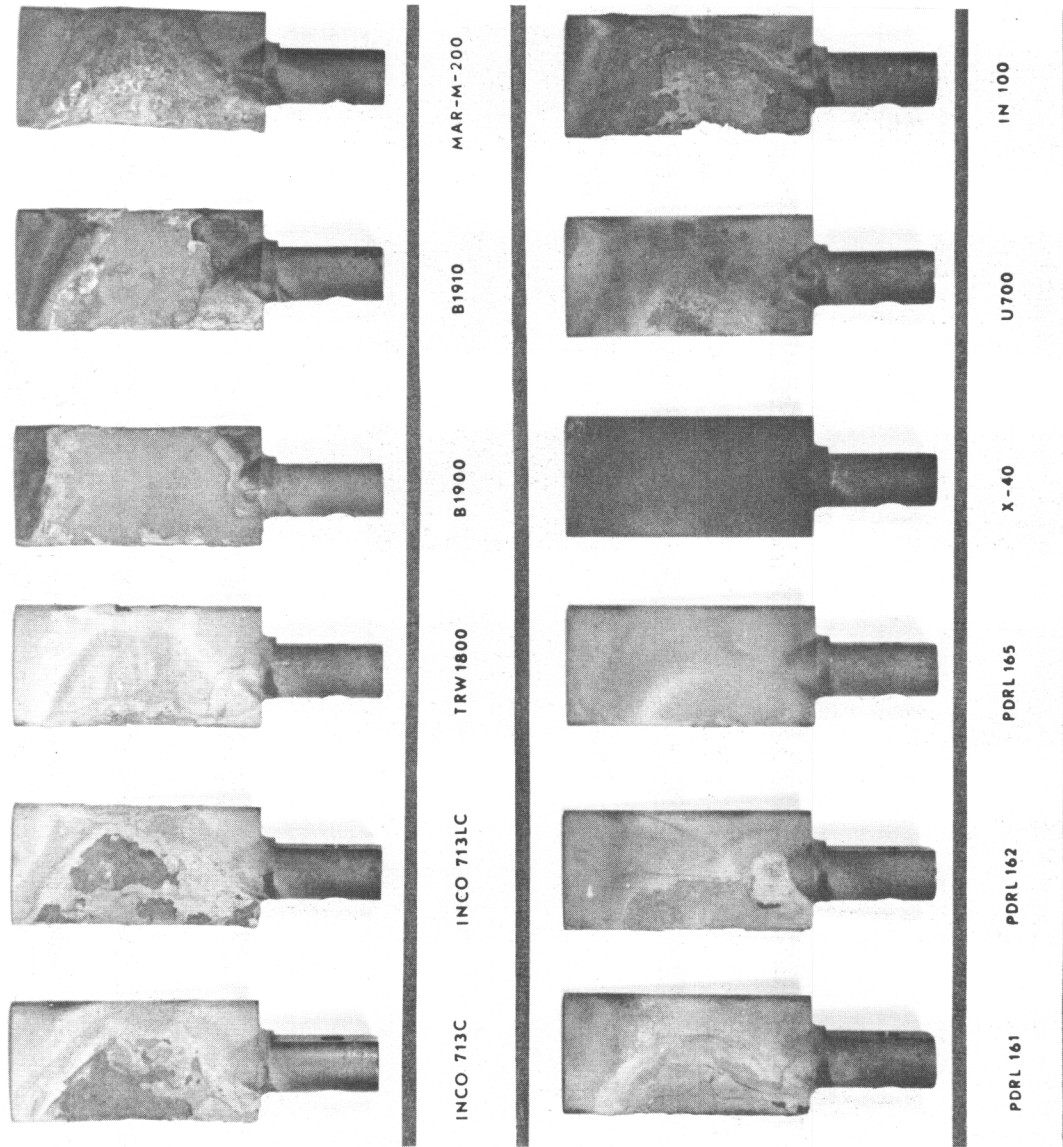 INCO 713C
INCO 713LC
TRW1800
B1900
B1910
MAR-M-200
PDRL 161
PDRL 162
PDRL 165
X-40
U700
IN 100